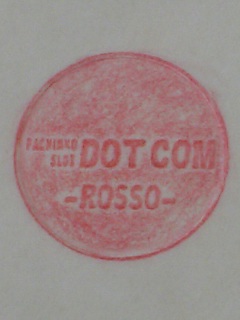 PACHINKO
SLOT DOT COM
-ROSSO-